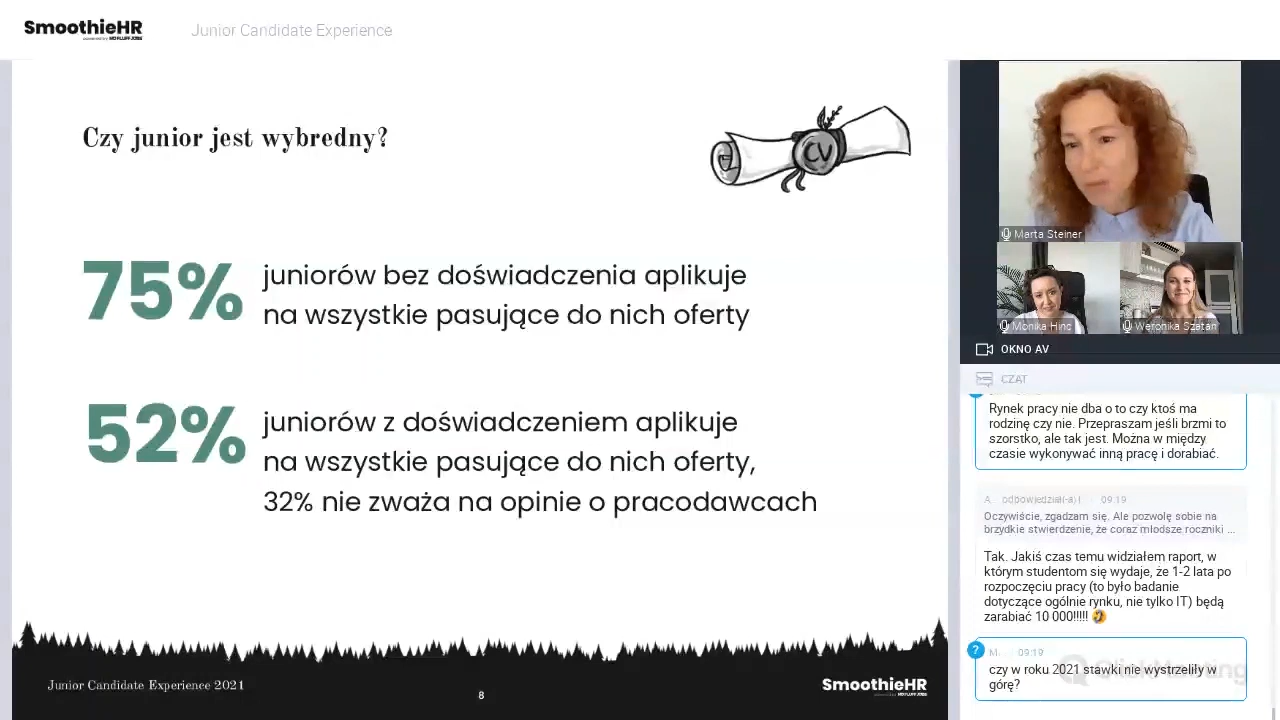 SmoothieHR
powered by NO FLUFF JOBS
Junior Candidate Experience
Czy junior jest wybredny?
CV
75%
juniorów bez doświadczenia aplikuje
na wszystkie pasujące do nich oferty
52%
juniorów z doświadczeniem aplikuje
na wszystkie pasujące do nich oferty,
32% nie zważa na opinie o pracodawcach
Junior Candidate Experience 2021
8
SmoothieHR
Marta Steiner
Monika Hinc
Weronika Szatan
OKNO AV
CZAT
Rynek pracy nie dba o to czy ktoś ma
rodzinę czy nie. Przepraszam jeśli brzmi to
szorstko, ale tak jest. Można w między
czasie wykonywać inną pracę i dorabiać.
A. odpowiedział(-a) 09:19
Oczywiście, zgadzam się. Ale pozwolę sobie na
brzydkie stwierdzenie, że coraz młodsze roczniki ...
Tak. Jakiś czas temu widziałem raport, w
którym studentom się wydaje, że 1-2 lata po
rozpoczęciu pracy (to było badanie
dotyczące ogólnie rynku, nie tylko IT) będą
zarabiać 10 000!!!!! 🤣
? M. 09:19
czy w roku 2021 stawki nie wystrzeliły w
górę?
ClickMeeting